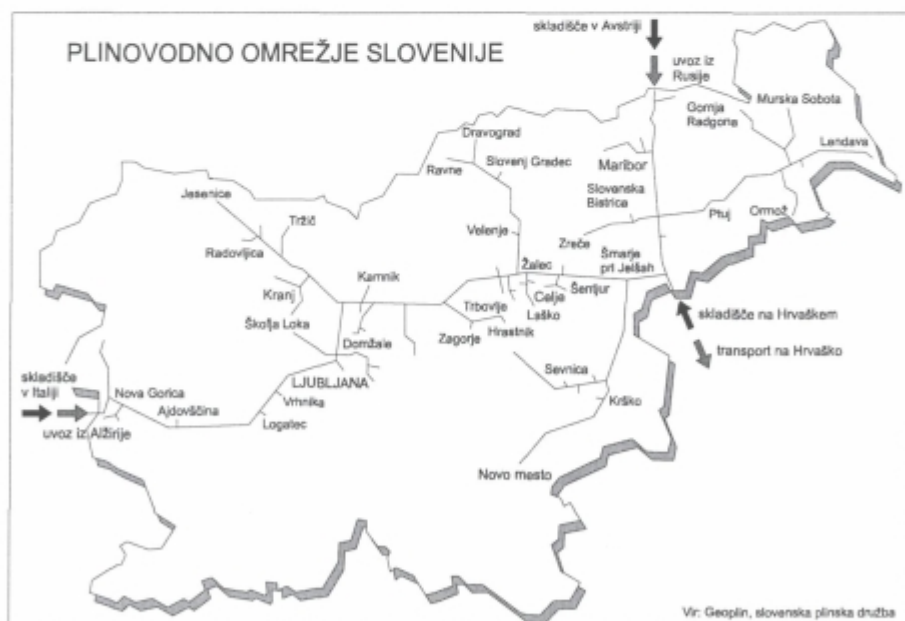 PLINOVODNO OMREŽJE SLOVENIJE
skladišče v Avstriji
uvoz iz
Rusije
Murska Sobota
Gornja
Radgona
Lendava
Dravograd
Maribor
Ravne
Slovenj Gradec
Slovenska
Bistrica
Jesenice
Tržič
Ptuj
Ormož
Velenje
Radovljica
Zreče
Šmarje
pri Jelšah
Žalec
Kamnik
Kranj
Šentjur
Celje
Trbovlje
Laško
Škofja Loka
Hrastnik
Zagorje
Domžale
skladišče na Hrvaškem
transport na Hrvaško
skladišče
v Italiji
Sevnica
LJUBLJANA
Nova Gorica
Vrhnika
Krško
Ajdovščina
Logatec
uvoz iz Alžirije
Novo mesto
Vir: Geoplin, slovenska plinska družba